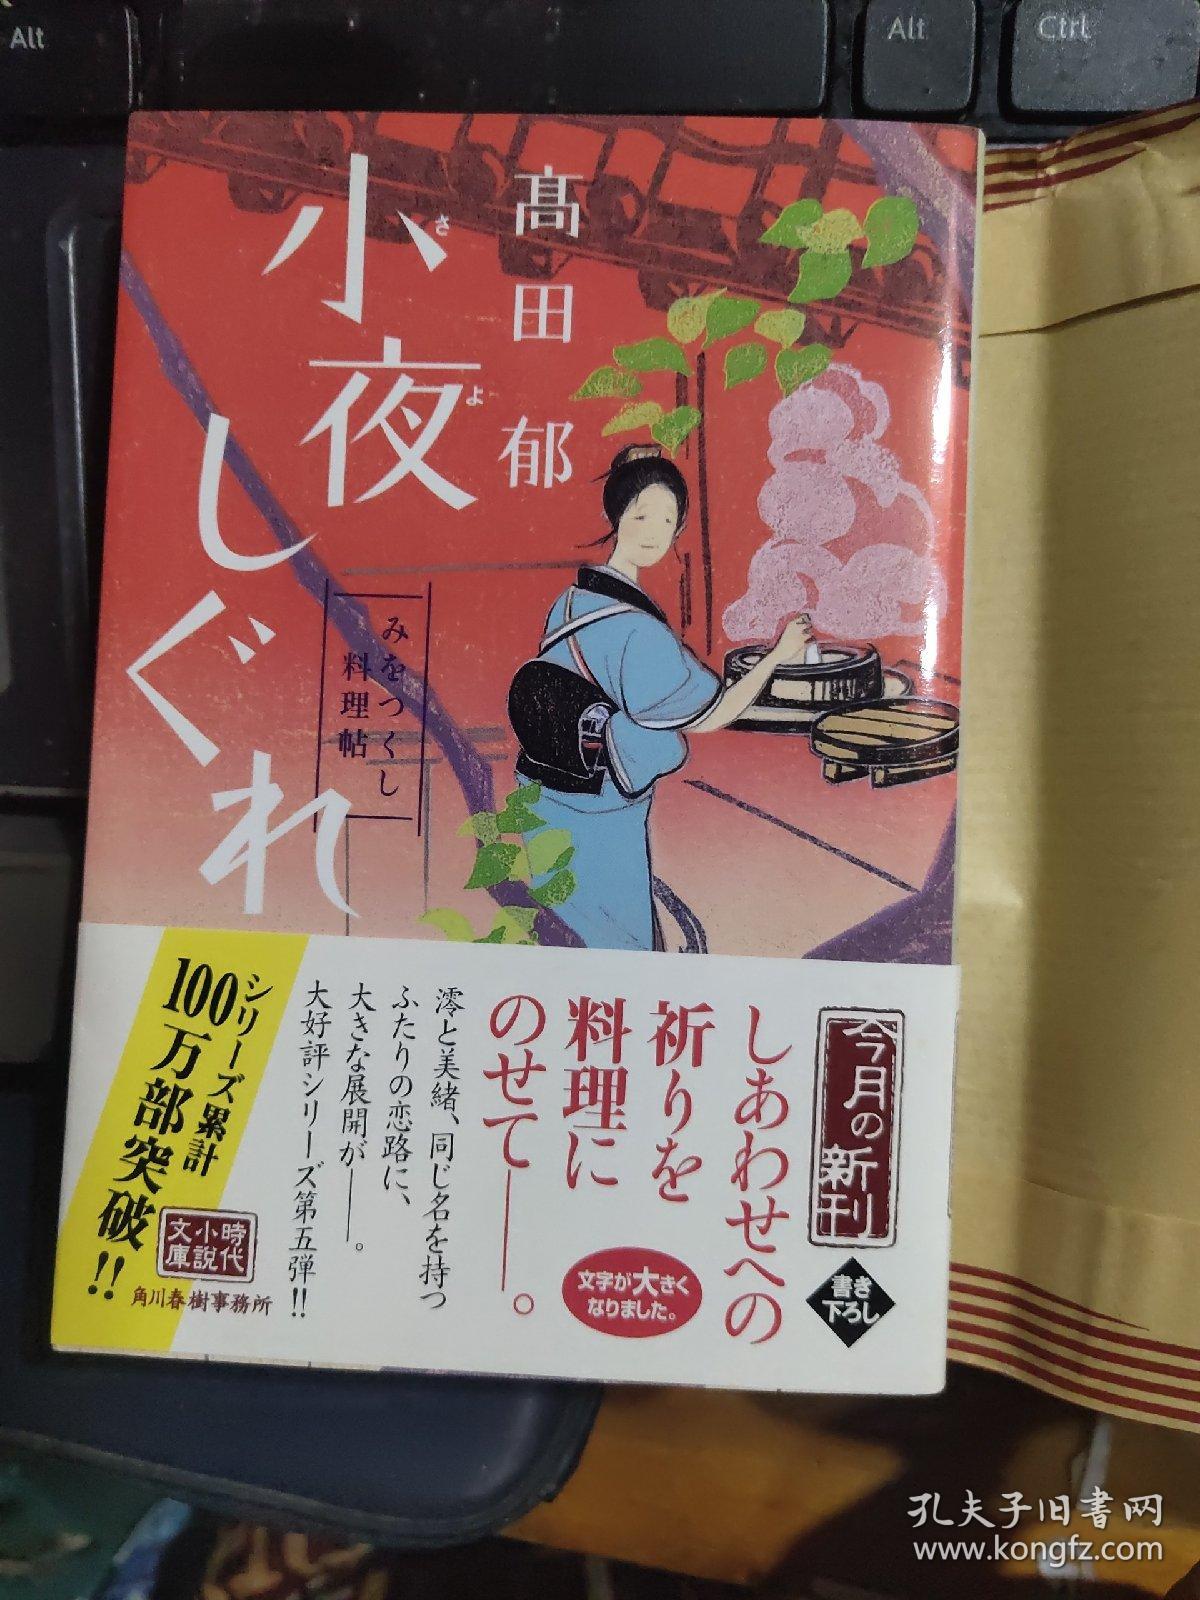 Alt
Alt
Ctrl
髙田 郁
小夜しぐれ
さ
よ
みをつくし
料理帖
今月の新刊
書き
下ろし
しあわせへの
祈りを
料理に
のせて——。
文字が大きく
なりました。
澪と美緒、同じ名を持つ
ふたりの恋路に、
大きな展開が——。
大好評シリーズ第五弾!!
シリーズ累計
100万部突破!!
時代
小説
文庫
角川春樹事務所
孔夫子旧书网
www.kongfz.com